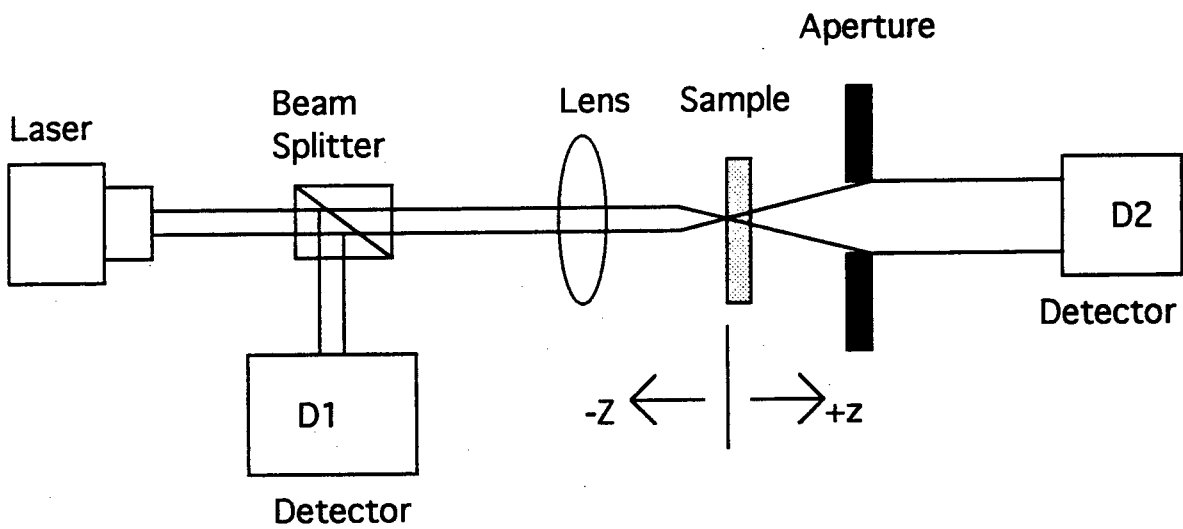 Aperture
Beam
Splitter
Lens
Sample
Laser
D2
Detector
-Z
+z
D1
Detector